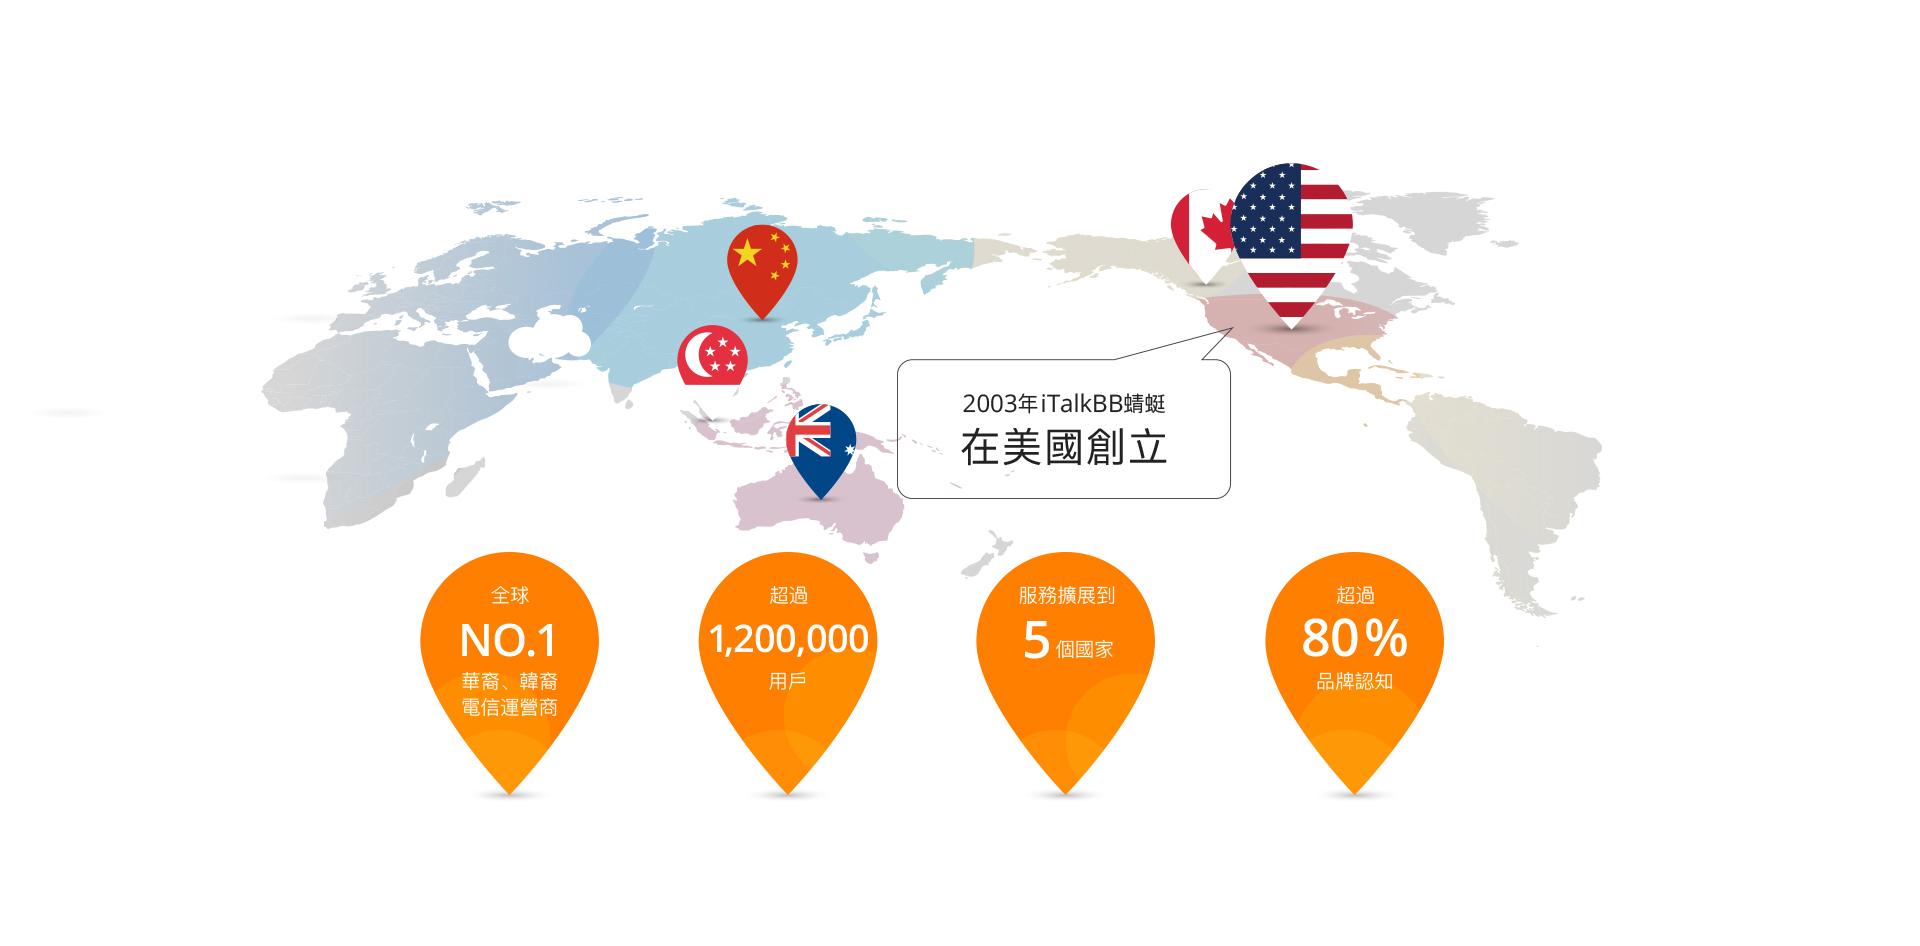 2003年iTalkBB蜻蜓
在美國創立
全球
NO.1
華裔、韓裔
電信運營商
超過
1,200,000
用戶
服務擴展到
5 個國家
超過
80%
品牌認知